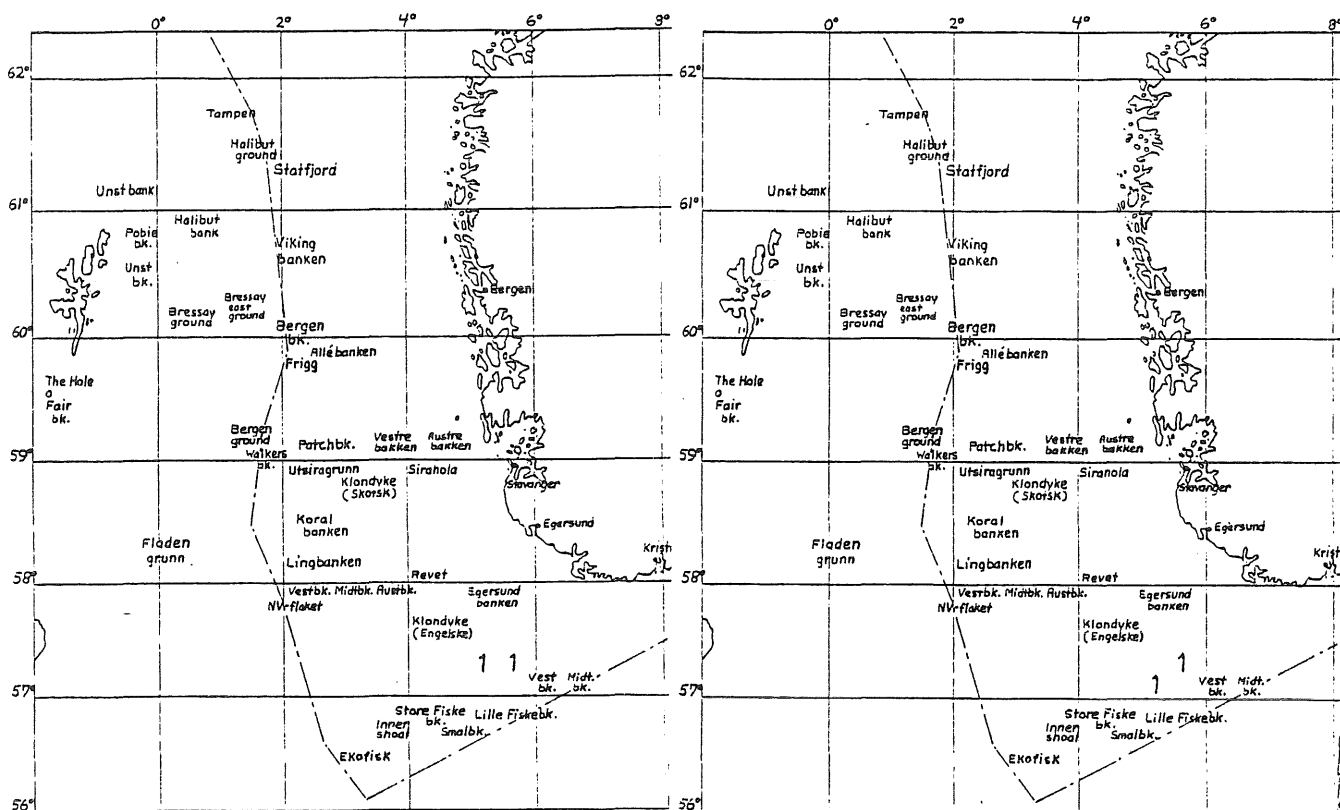 0° 2° 4° 6° 8°
62°
Tampen
Halibut
ground
Statfjord
Unst bank
61°
Halibut
bank
Pobie
bk.
Viking
banken
Unst
bk.
Bergen
Bressay
east
ground
Bressay
ground
60°
Bergen
bk.
Allébanken
Frigg
The Hole
Fair
bk.
Bergen
ground
Walkers
bk.
Patchbk.
Vestre
bakken
Austre
bakken
59°
Utsiragrunn
Siranola
Klondyke
(Skotsk)
Stavanger
Koral
banken
Egersund
Fladen
grunn
Krist
Lingbanken
Revet
58°
Vestbk. Midtbk. Austbk.
NV-flaket
Egersund
banken
Klondyke
(Engelske)
1 1
Vest
bk.
Midt.
bk.
57°
Store Fiske
bk.
Lille Fiskebk.
Inner
shoal
Smalbk.
Ekofisk
56°
0° 2° 4° 6° 8°
62°
Tampen
Halibut
ground
Statfjord
Unst bank
61°
Halibut
bank
Pobie
bk.
Viking
banken
Unst
bk.
Bergen
Bressay
east
ground
Bressay
ground
60°
Bergen
bk.
Allébanken
Frigg
The Hole
Fair
bk.
Bergen
ground
Walkers
bk.
Patchbk.
Vestre
bakken
Austre
bakken
59°
Utsiragrunn
Siranola
Klondyke
(Skotsk)
Stavanger
Koral
banken
Egersund
Fladen
grunn
Krist
Lingbanken
Revet
58°
Vestbk. Midtbk. Austbk.
NV-flaket
Egersund
banken
Klondyke
(Engelske)
1
1
Vest
bk.
Midt.
bk.
57°
Store Fiske
bk.
Lille Fiskebk.
Inner
shoal
Smalbk.
Ekofisk
56°